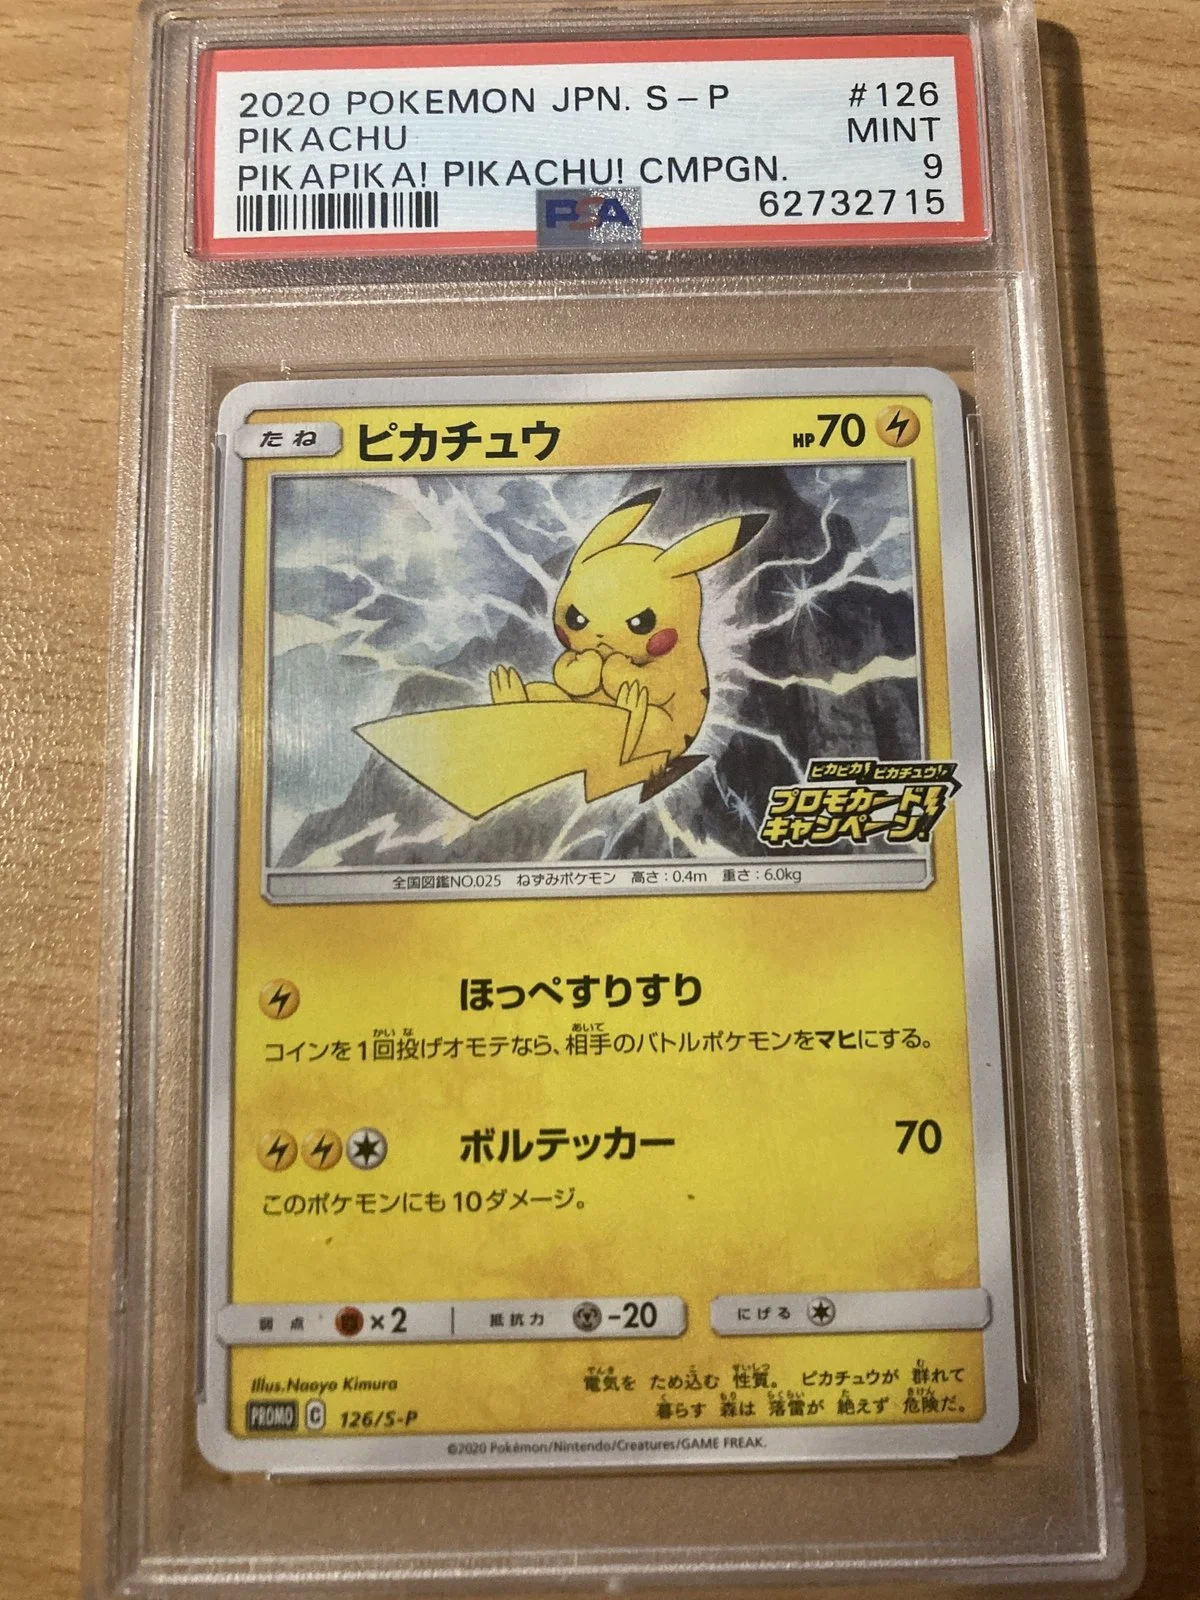 2020 POKEMON JPN. S-P #126
PIKACHU MINT
PIKAPIKA! PIKACHU! CMPGN. 9
62732715
PSA
たね ピカチュウ HP70
ピカピカ! ピカチュウ!
プロモカード
キャンペーン!
全国図鑑NO.025 ねずみポケモン 高さ:0.4m 重さ:6.0kg
ほっぺすりすり
コインを1回投げオモテなら、相手のバトルポケモンをマヒにする。
ボルテッカー 70
このポケモンにも10ダメージ。
弱点 ×2 抵抗力 -20 にげる
Illus.Naoyo Kimura
電気を ため込む 性質。 ピカチュウが 群れて
暮らす 森は 落雷が 絶えず 危険だ。
PROMO C 126/S-P
©2020 Pokémon/Nintendo/Creatures/GAME FREAK.